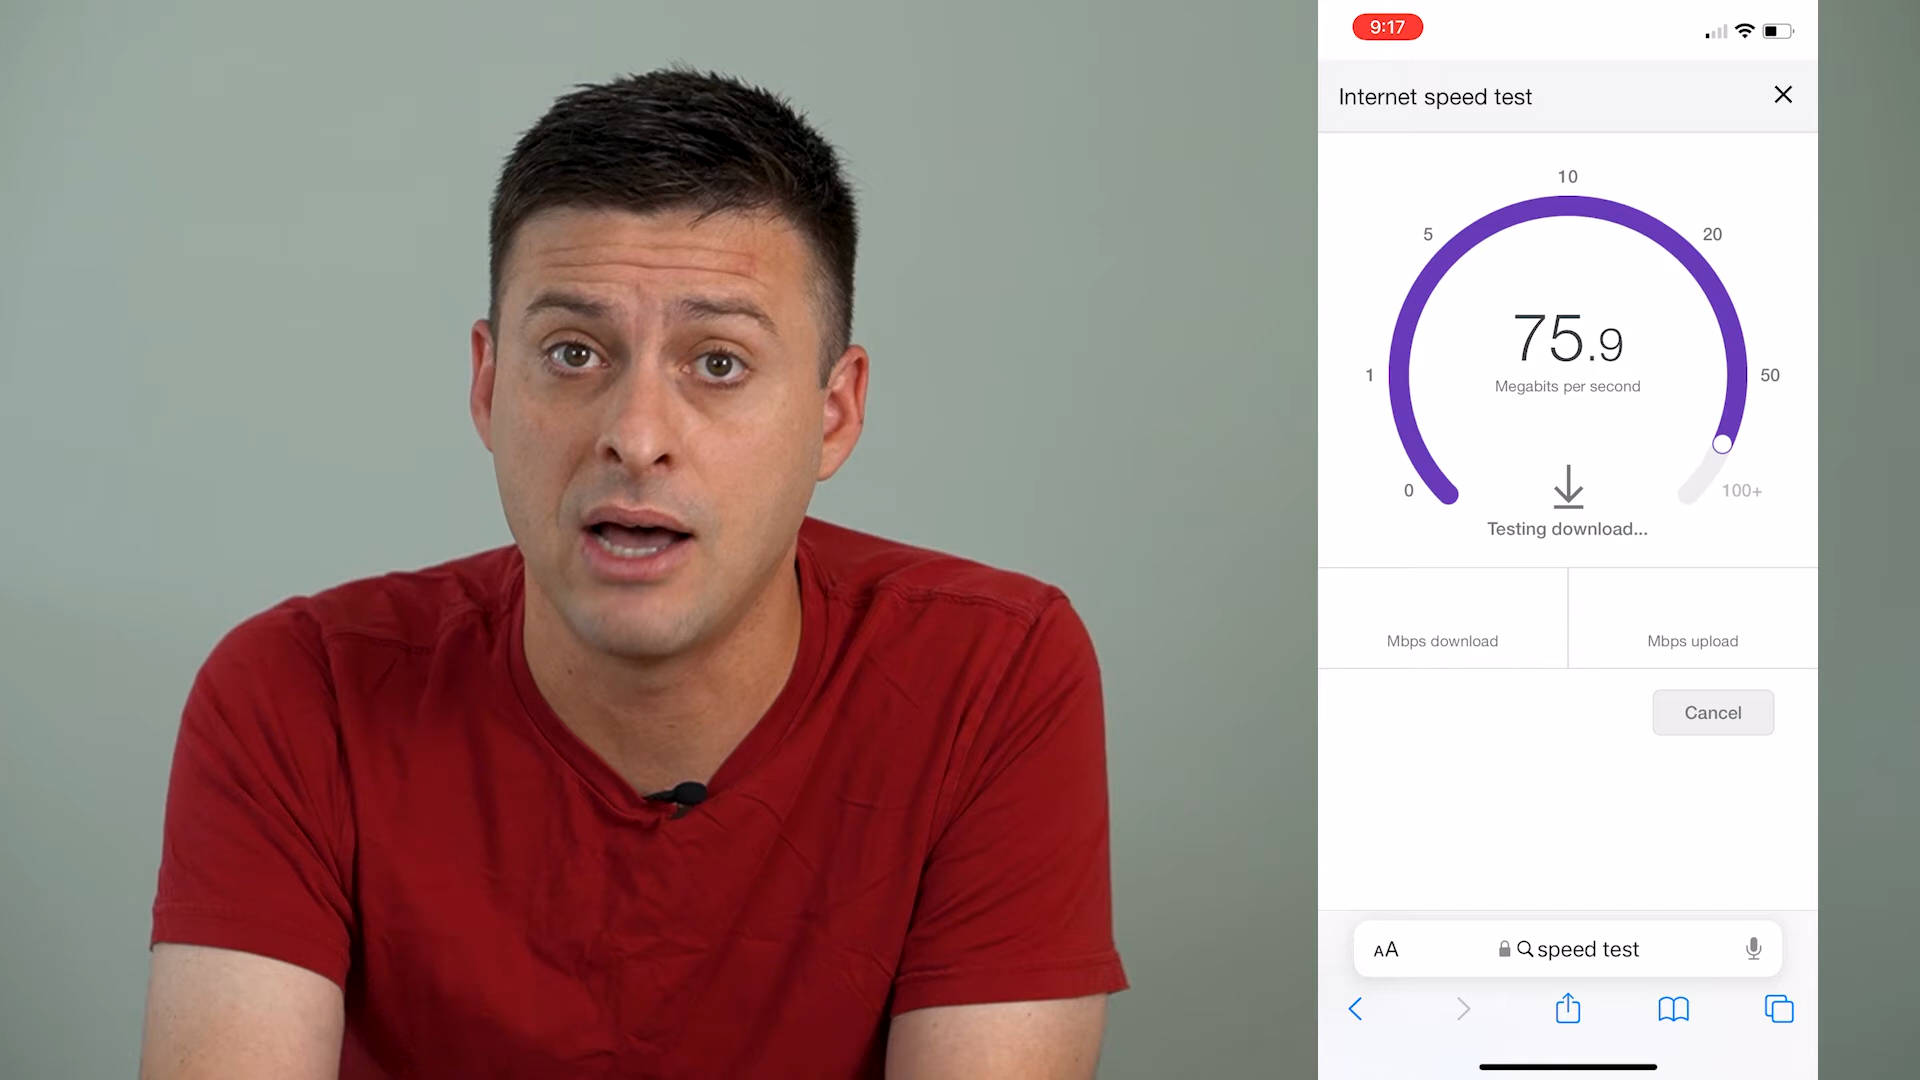 9:17
Internet speed test
10
5
20
75.9
Megabits per second
1
50
0
100+
Testing download...
Mbps download
Mbps upload
Cancel
AA
speed test